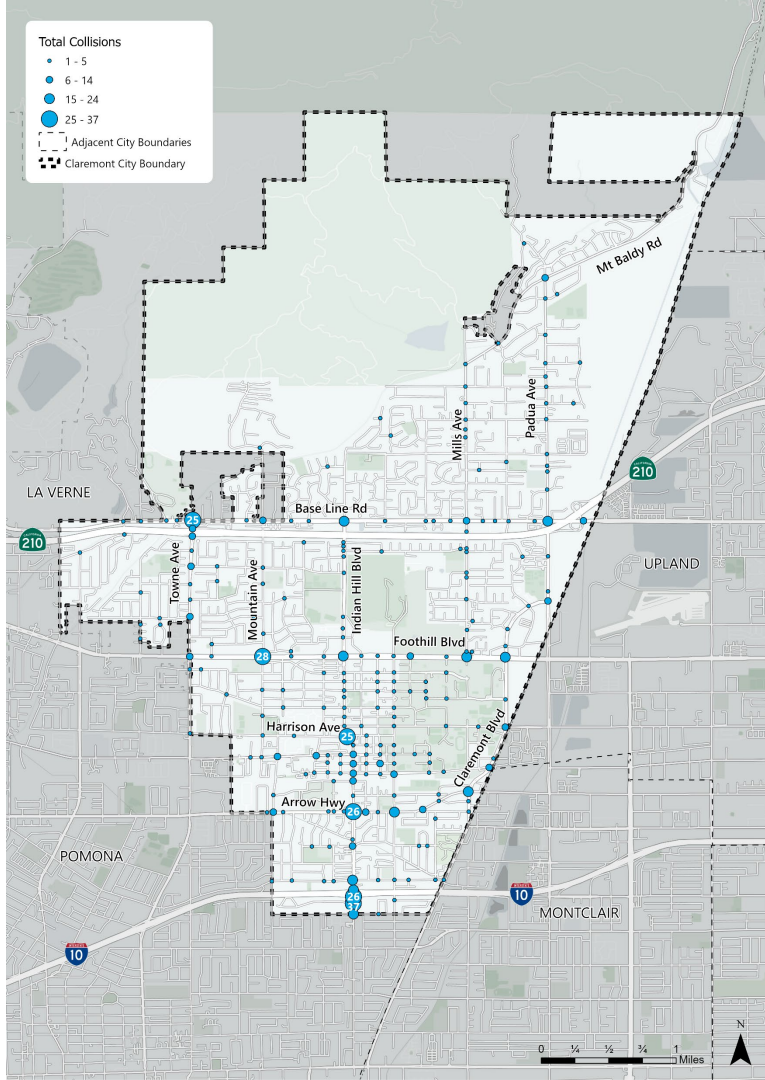 Total Collisions
1 - 5
6 - 14
15 - 24
25 - 37
Adjacent City Boundaries
Claremont City Boundary
Mt Baldy Rd
Mills Ave
Padua Ave
210
LA VERNE
Base Line Rd
25
210
Towne Ave
Mountain Ave
Indian Hill Blvd
UPLAND
Foothill Blvd
28
Harrison Ave
25
Claremont Blvd
Arrow Hwy
26
POMONA
26
37
10
MONTCLAIR
10
N
0 ¼ ½ ¾ 1
Miles